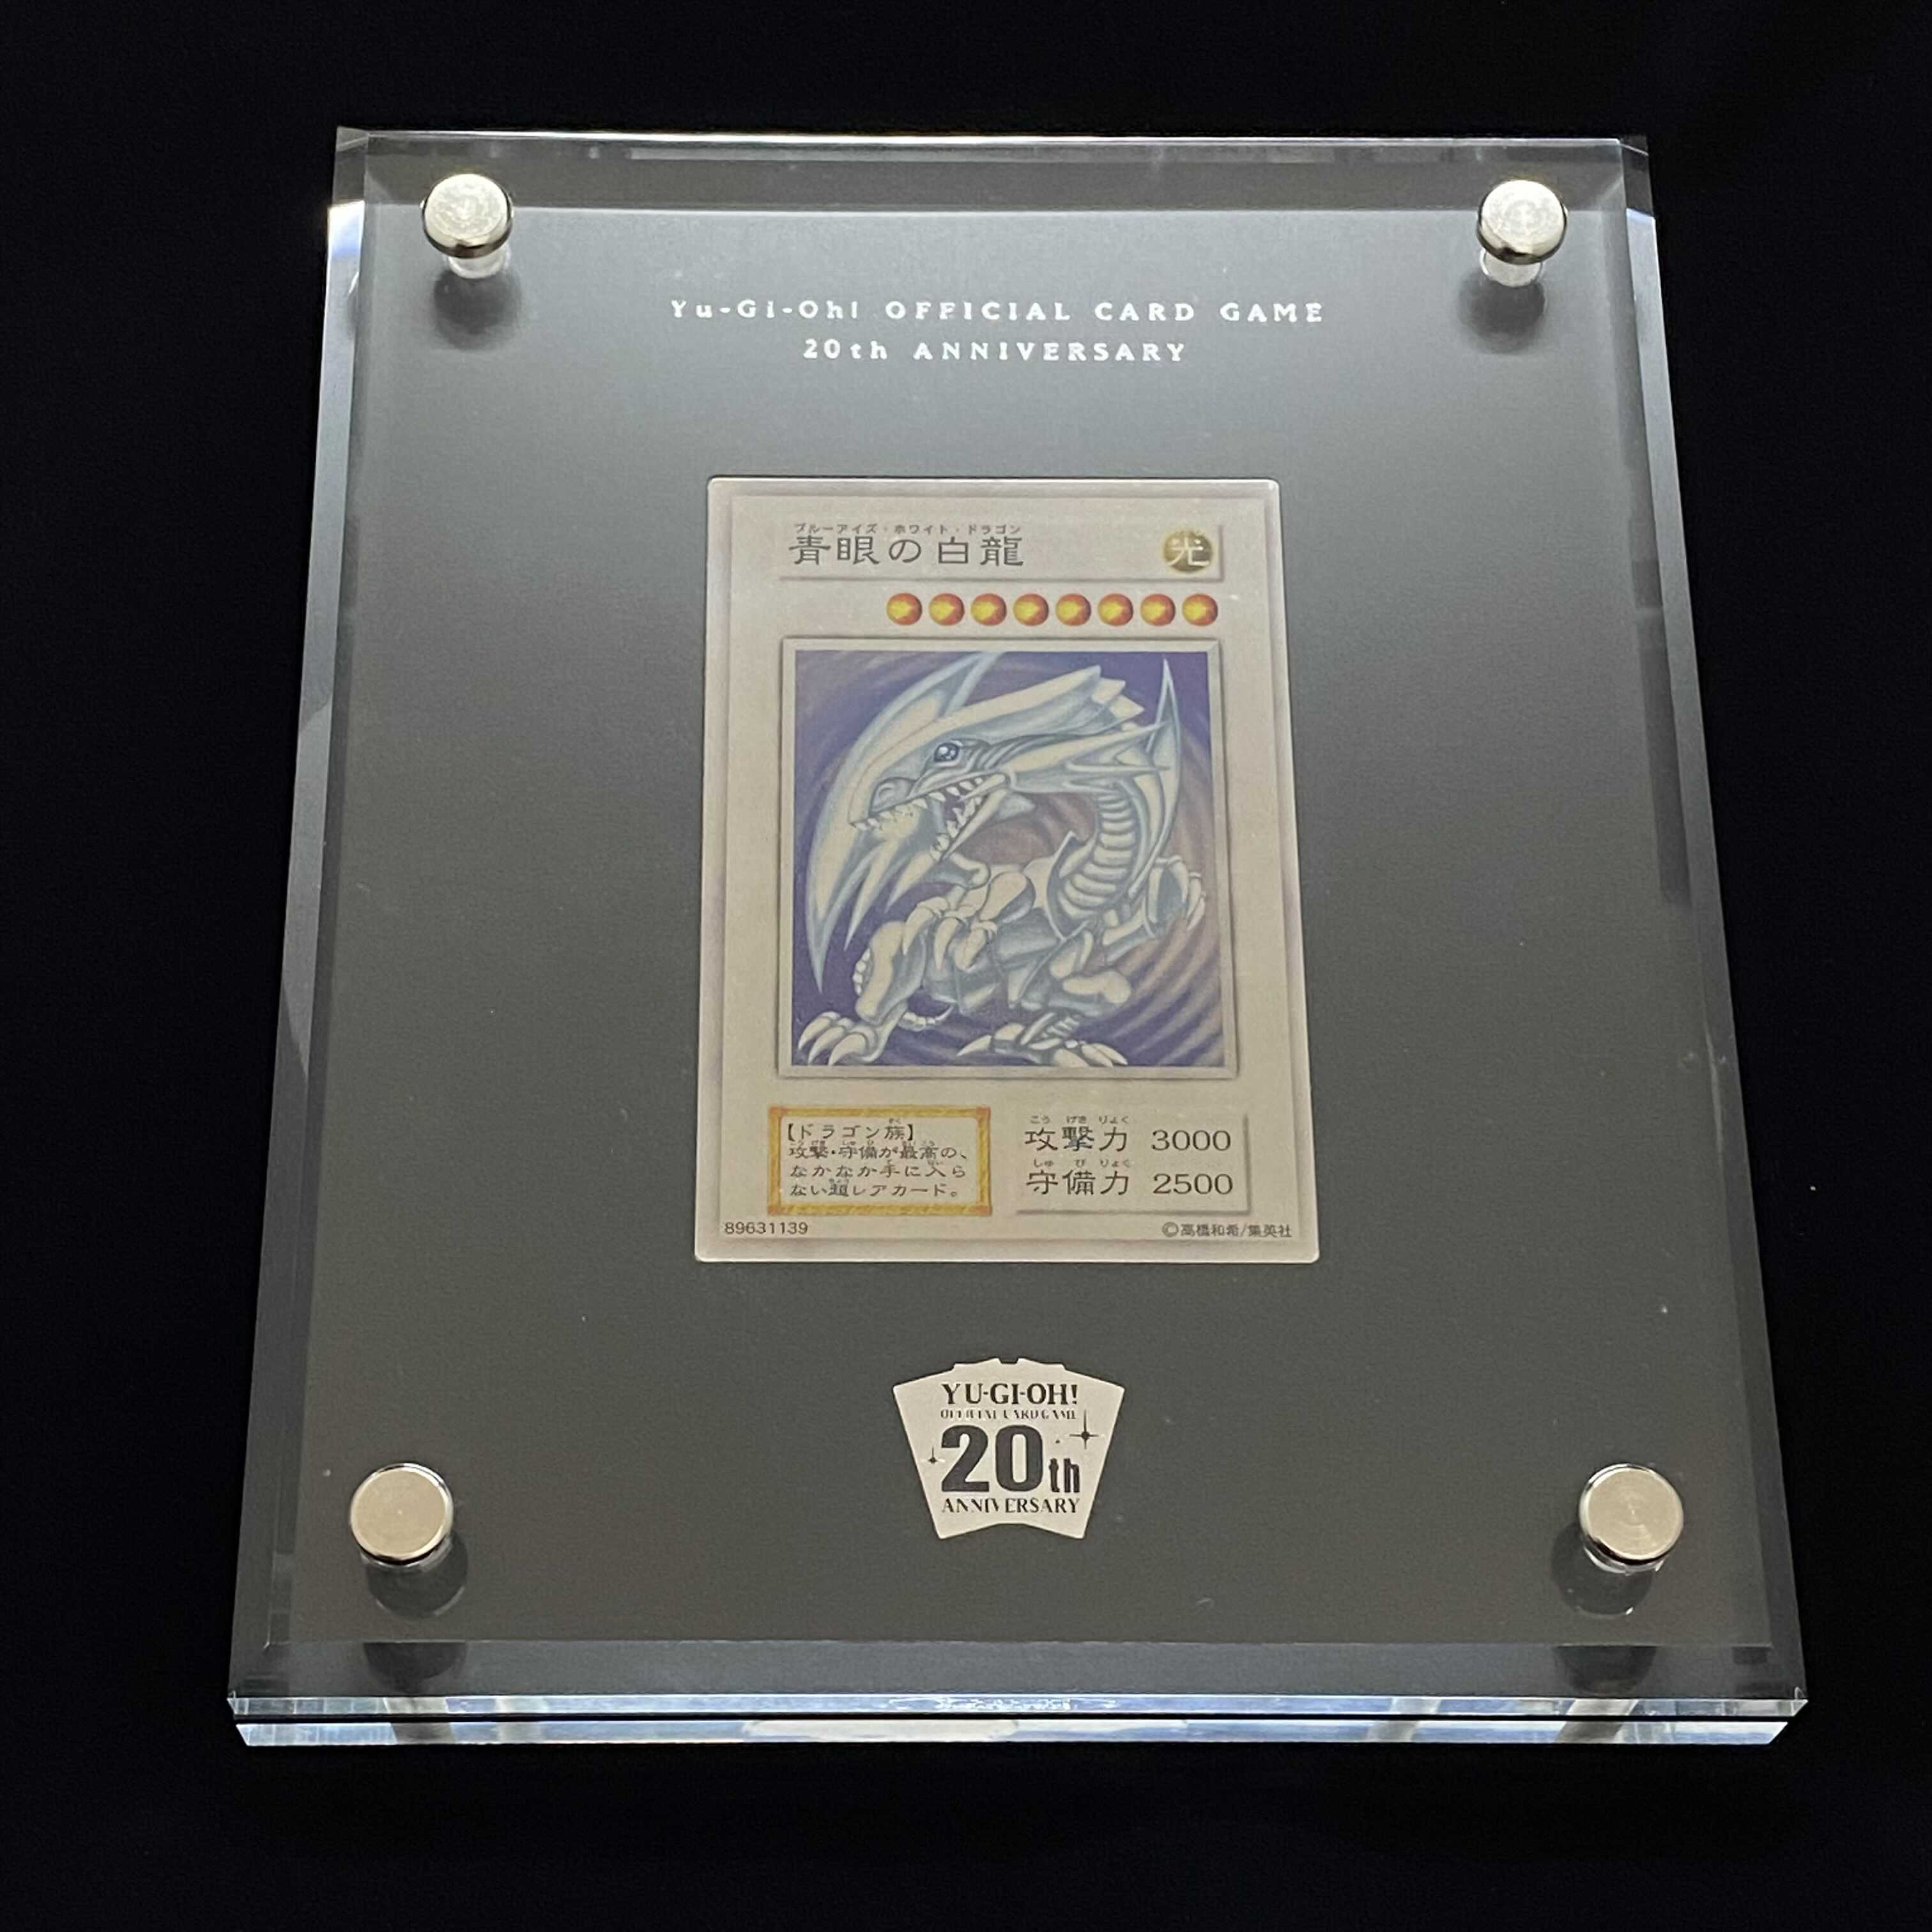 Yu-Gi-Oh! OFFICIAL CARD GAME
20th ANNIVERSARY
ブルーアイズ・ホワイト・ドラゴン
青眼の白龍
光
【ドラゴン族】
攻撃・守備が最高の、
なかなか手に入ら
ない超レアカード。
こう げき りょく
攻撃力 3000
しゅ び りょく
守備力 2500
89631139
©高橋和希/集英社
YU-GI-OH!
OFFICIAL CARD GAME
20th
ANNIVERSARY